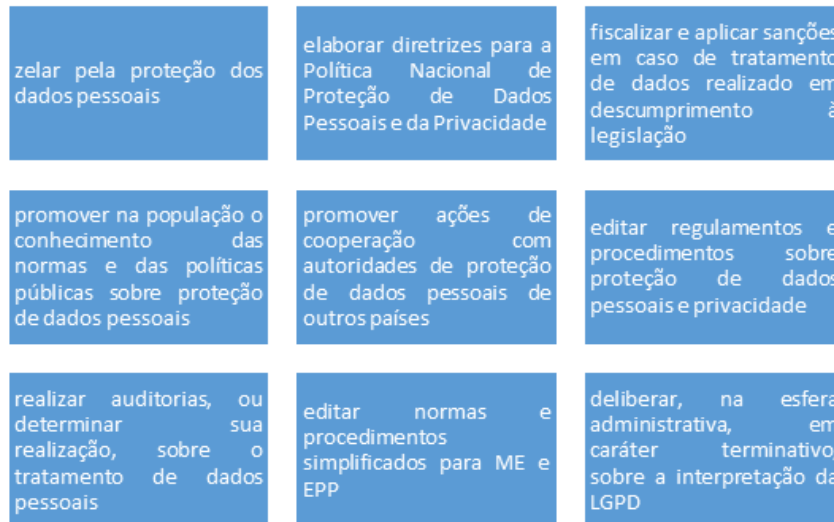 zelar pela proteção dos
dados pessoais
elaborar diretrizes para a
Política Nacional de
Proteção de Dados
Pessoais e da Privacidade
fiscalizar e aplicar sanções
em caso de tratamento
de dados realizado em
descumprimento à
legislação
promover na população o
conhecimento das
normas e das políticas
públicas sobre proteção
de dados pessoais
promover ações de
cooperação com
autoridades de proteção
de dados pessoais de
outros países
editar regulamentos e
procedimentos sobre
proteção de dados
pessoais e privacidade
realizar auditorias, ou
determinar sua
realização, sobre o
tratamento de dados
pessoais
editar normas e
procedimentos
simplificados para ME e
EPP
deliberar, na esfera
administrativa, em
caráter terminativo,
sobre a interpretação da
LGPD